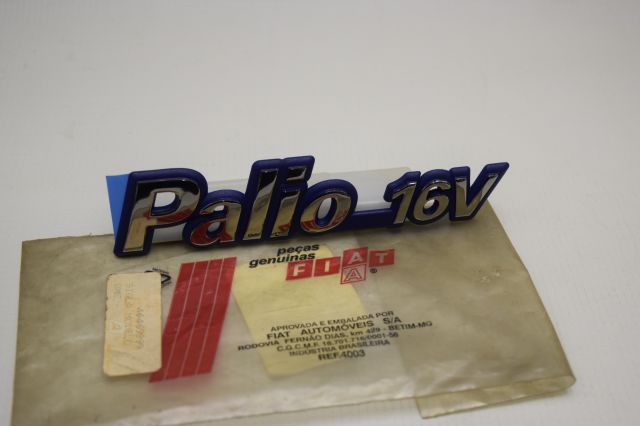 Palio 16V
peças
genuínas FIAT
A ®
APROVADA E EMBALADA POR
FIAT AUTOMÓVEIS S/A
RODOVIA FERNÃO DIAS, km 429 - BETIM-MG
C.G.C.M.F. 16.701.716/0001-56
INDÚSTRIA BRASILEIRA
REF.4003